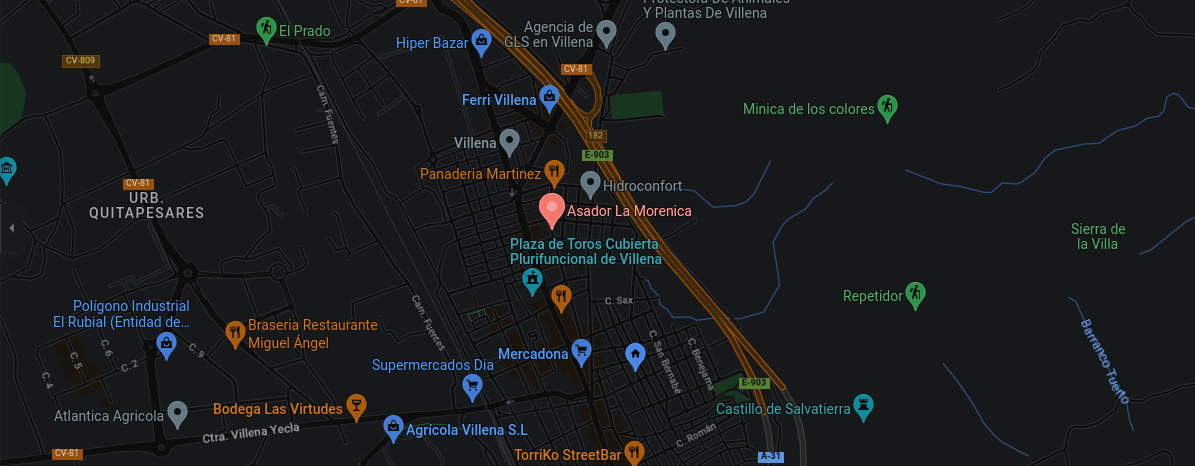 CV-81
Protectora De Animales
Y Plantas De Villena
El Prado
CV-81
Agencia de
GLS en Villena
Hiper Bazar
CV-809
CV-81
Ferri Villena
Minica de los colores
Cam. Fuentes
182
Villena
E-903
Panaderia Martinez
CV-81
Hidroconfort
URB.
QUITAPESARES
Asador La Morenica
Sierra de
la Villa
Plaza de Toros Cubierta
Plurifuncional de Villena
Repetidor
C. Sax
Polígono Industrial
El Rubial (Entidad de...
Cam. Fuentes
Braseria Restaurante
Miguel Ángel
C. 6
C. 9
C. 5
C. 2
C. 4
Mercadona
C. San Bernabé
C. Benejama
Barranco Tuerto
Supermercados Dia
E-903
Atlantica Agricola
Bodega Las Virtudes
Castillo de Salvatierra
Ctra. Villena Yecla
Agrícola Villena S.L
C. Román
CV-81
TorriKo StreetBar
A-31